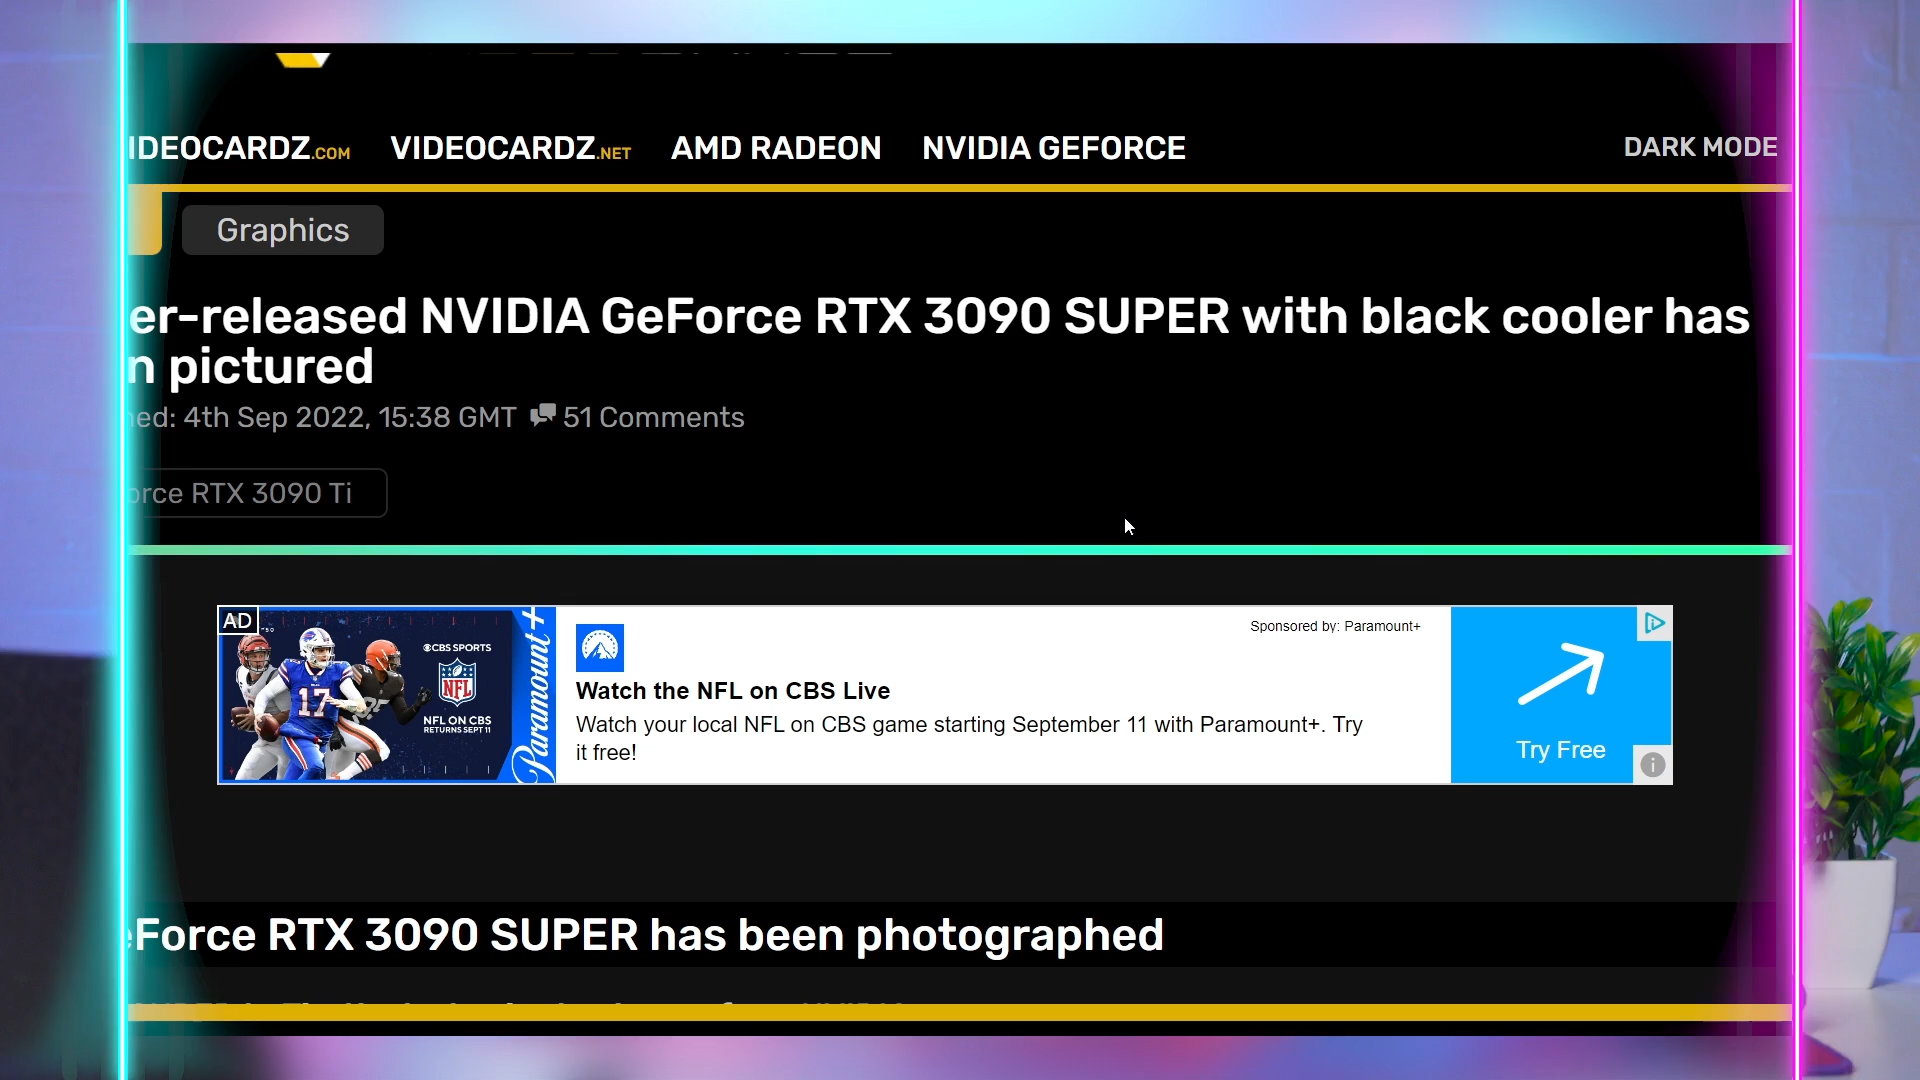 IDEOCARDZ.COM VIDEOCARDZ.NET AMD RADEON NVIDIA GEFORCE DARK MODE
Graphics
er-released NVIDIA GeForce RTX 3090 SUPER with black cooler has
n pictured
ned: 4th Sep 2022, 15:38 GMT 51 Comments
orce RTX 3090 Ti
AD
CBS SPORTS
NFL
17
NFL ON CBS
RETURNS SEPT 11
Paramount+
Sponsored by: Paramount+
Watch the NFL on CBS Live
Watch your local NFL on CBS game starting September 11 with Paramount+. Try
it free!
Try Free
eForce RTX 3090 SUPER has been photographed